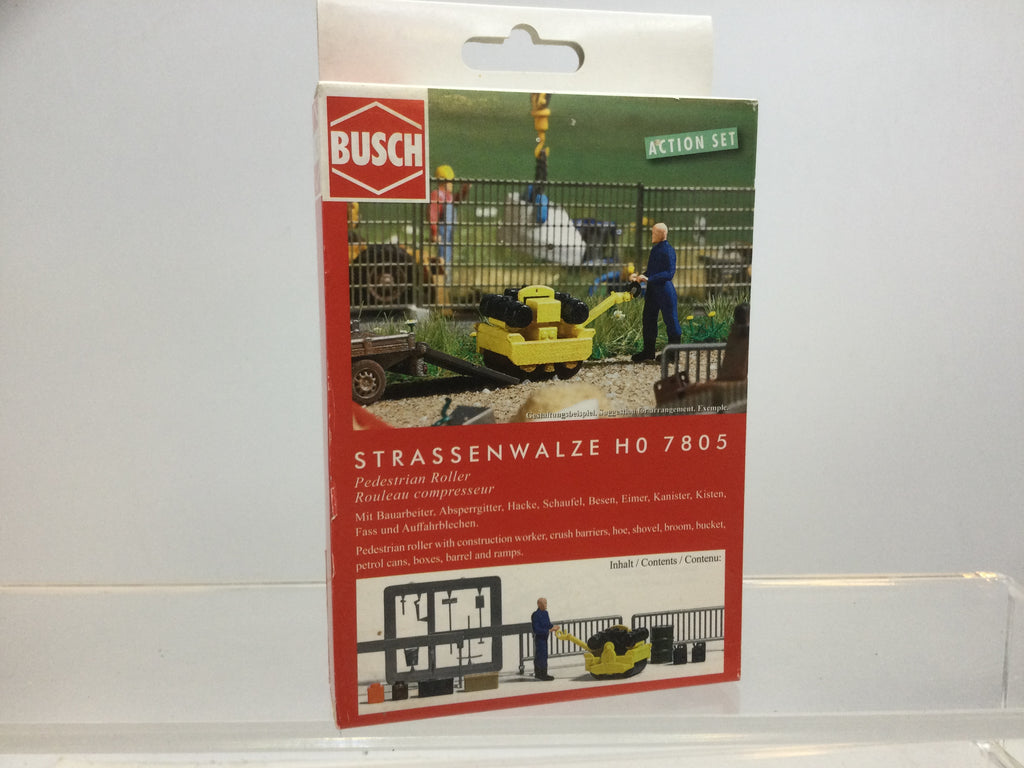 BUSCH
ACTION SET
Gestaltungsbeispiel. Suggestion for arrangement. Exemple.
STRASSENWALZE H0 7805
Pedestrian Roller
Rouleau compresseur
Mit Bauarbeiter, Absperrgitter, Hacke, Schaufel, Besen, Eimer, Kanister, Kisten,
Fass und Auffahrblechen.
Pedestrian roller with construction worker, crush barriers, hoe, shovel, broom, bucket,
petrol cans, boxes, barrel and ramps.
Inhalt / Contents / Contenu: